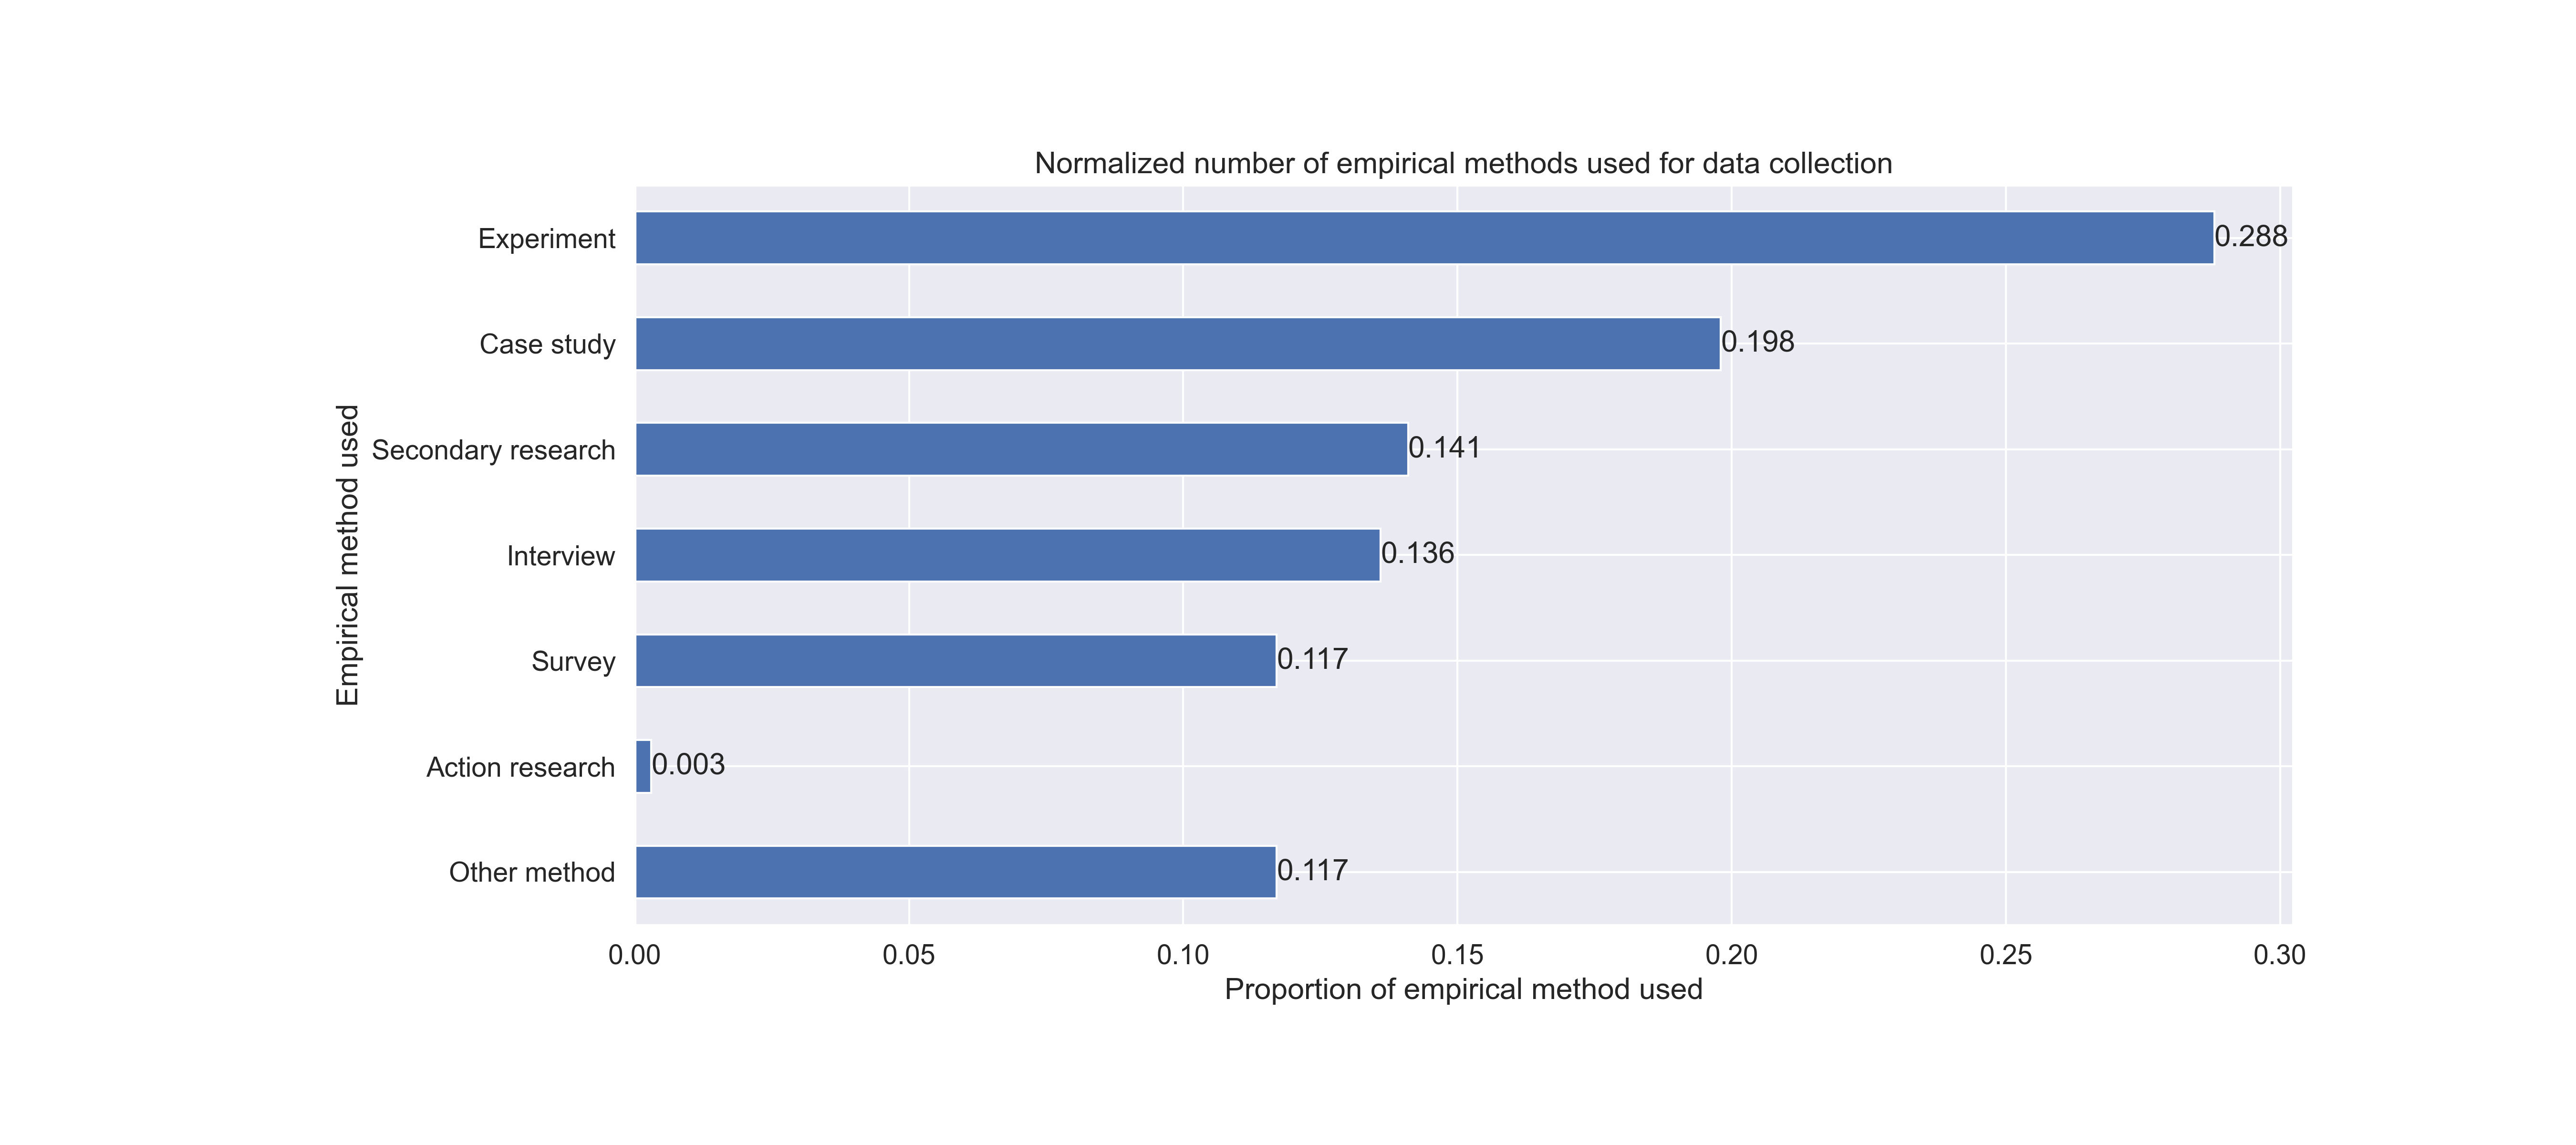 Normalized number of empirical methods used for data collection
Empirical method used
Experiment
0.288
Case study
0.198
Secondary research
0.141
Interview
0.136
Survey
0.117
Action research
0.003
Other method
0.117
0.00 0.05 0.10 0.15 0.20 0.25 0.30
Proportion of empirical method used